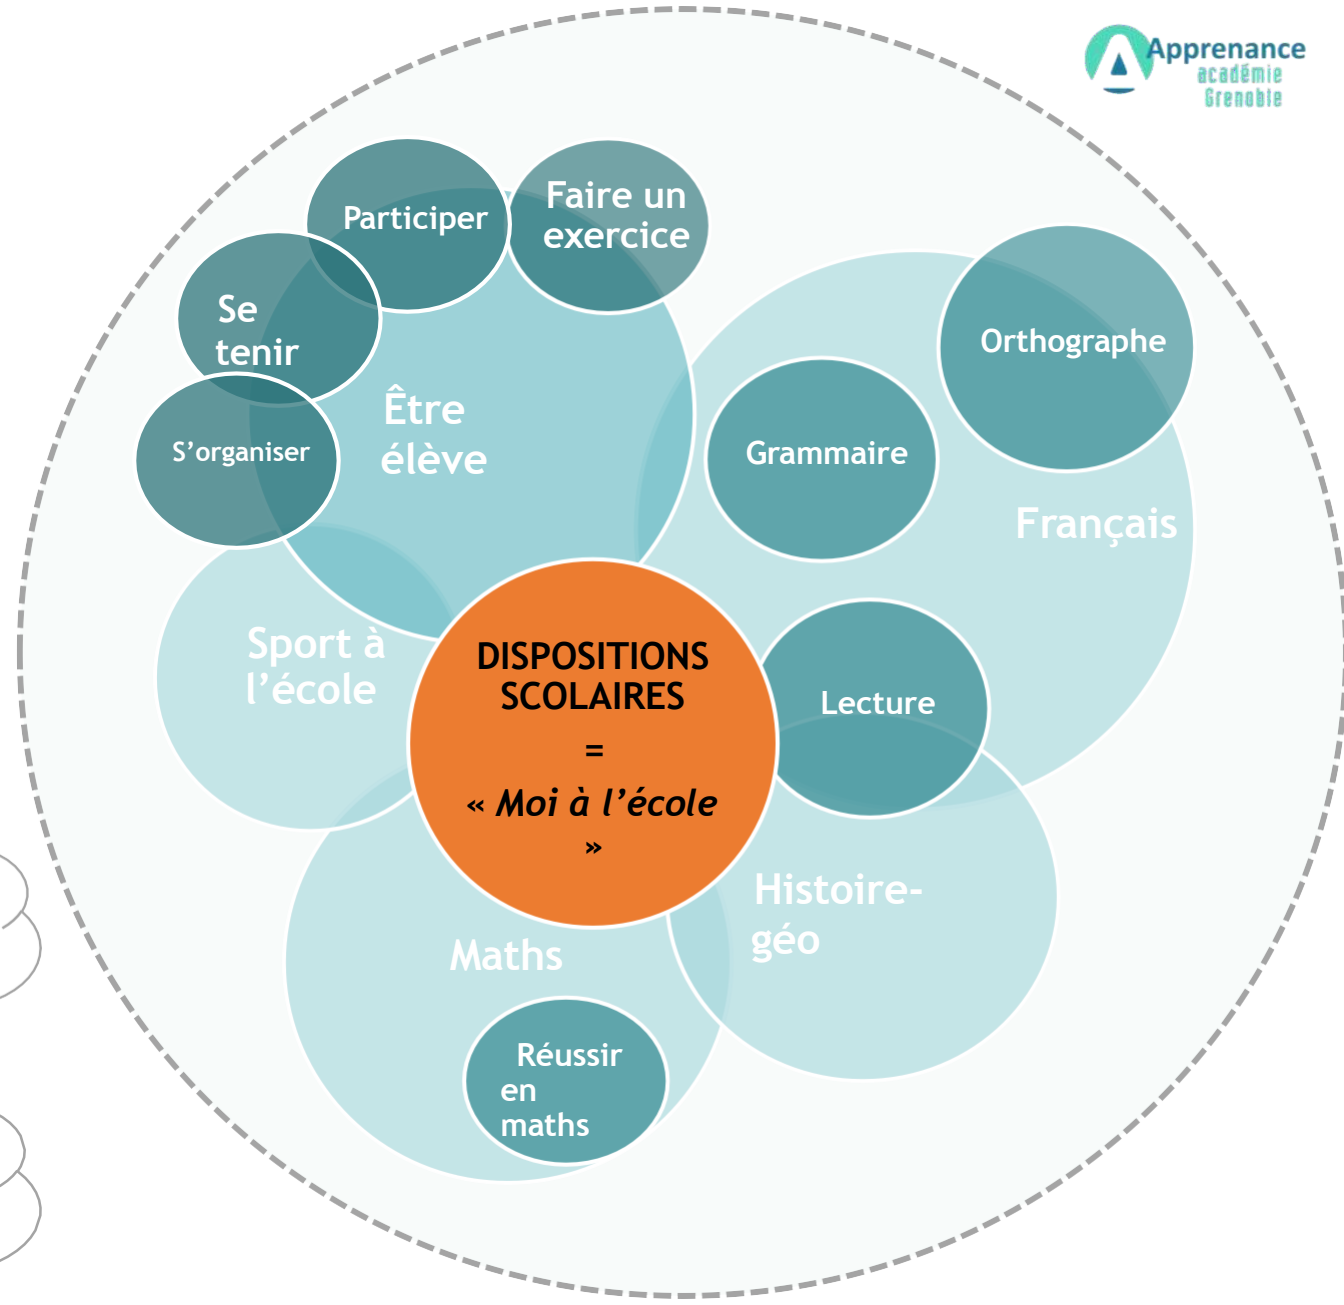 Apprenance
académie
Grenoble
Participer
Faire un
exercice
Se
tenir
S’organiser
Être
élève
Orthographe
Grammaire
Français
Sport à
l’école
DISPOSITIONS
SCOLAIRES
=
« Moi à l’école
»
Lecture
Histoire-
géo
Maths
Réussir
en
maths